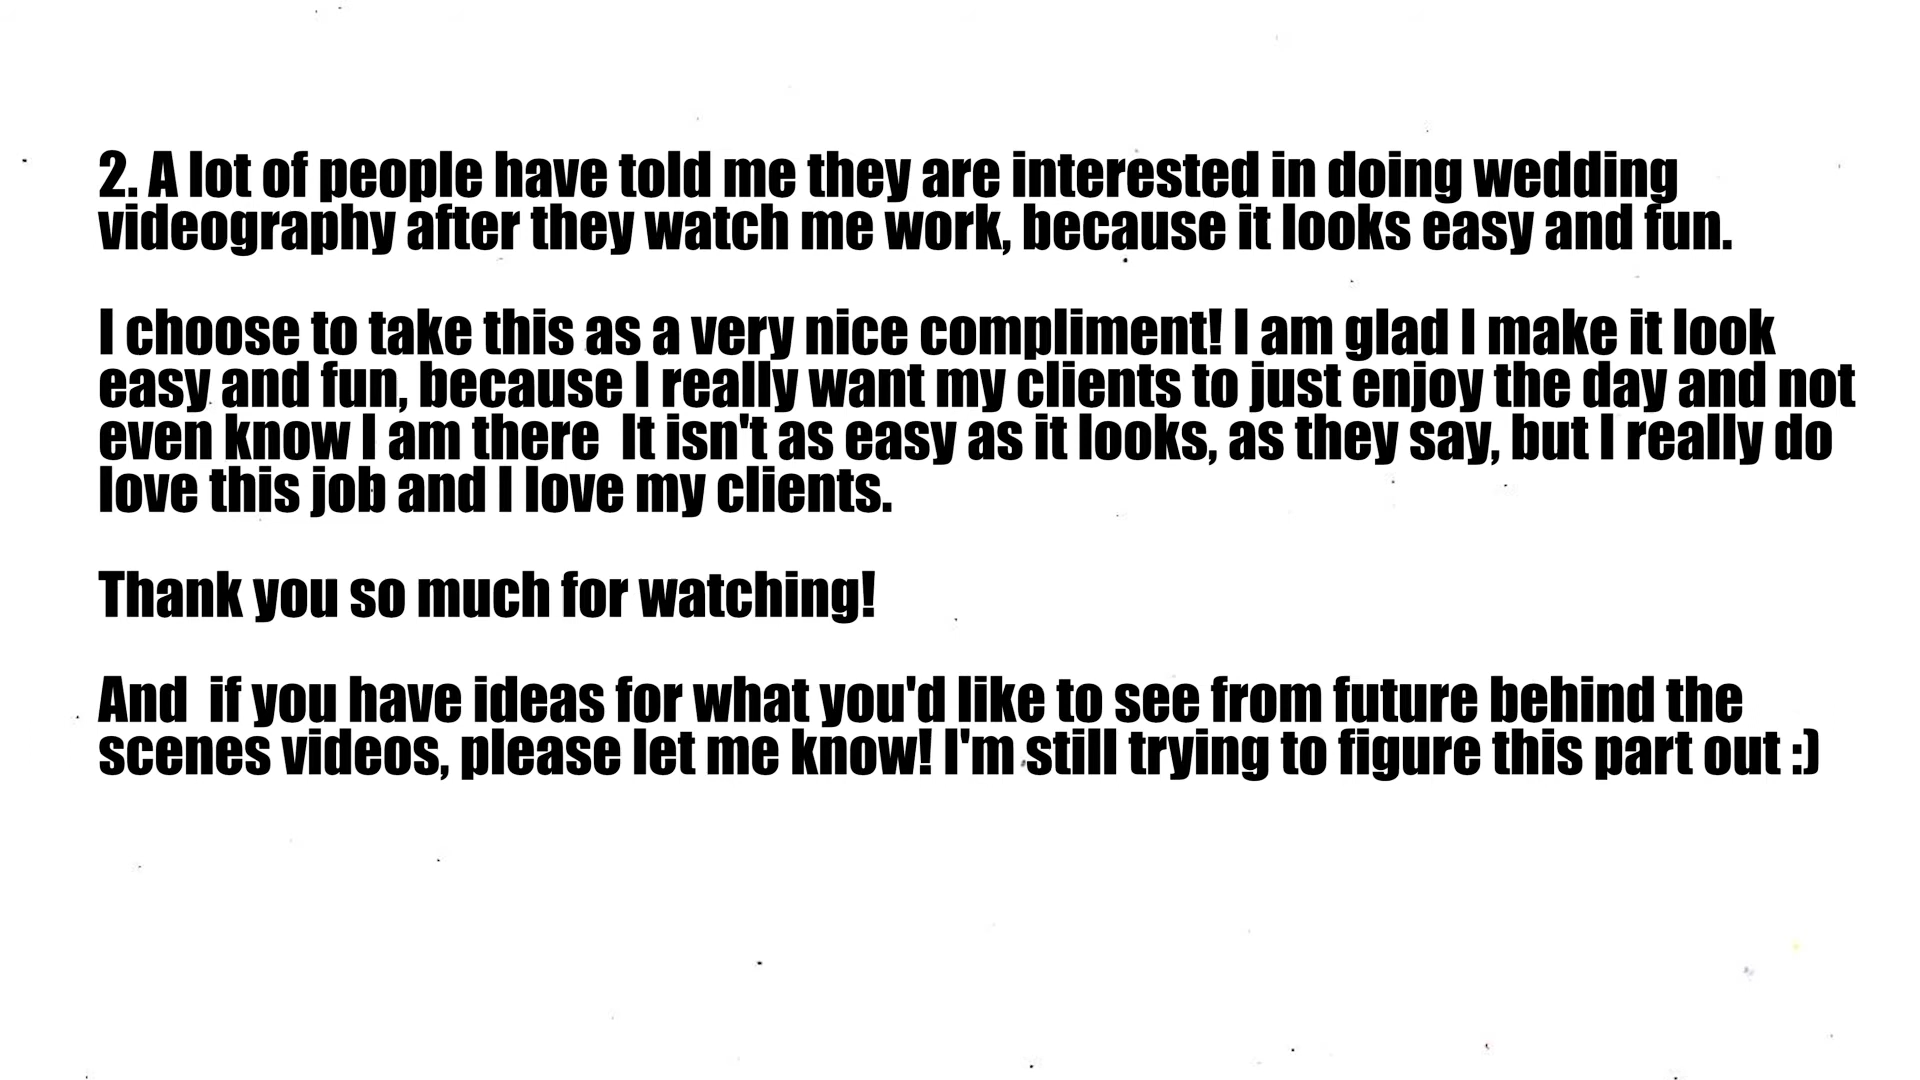 2. A lot of people have told me they are interested in doing wedding
videography after they watch me work, because it looks easy and fun.
I choose to take this as a very nice compliment! I am glad I make it look
easy and fun, because I really want my clients to just enjoy the day and not
even know I am there  It isn't as easy as it looks, as they say, but I really do
love this job and I love my clients.
Thank you so much for watching!
And  if you have ideas for what you'd like to see from future behind the
scenes videos, please let me know! I'm still trying to figure this part out :)